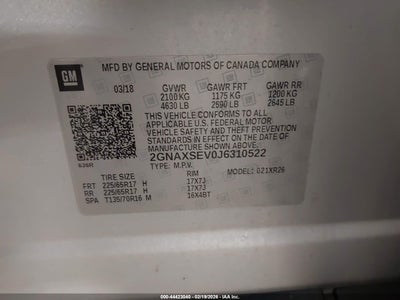 GM
MFD BY GENERAL MOTORS OF CANADA COMPANY
03/18 GVWR GAWR FRT GAWR RR
2100 KG 1175 KG 1200 KG
4630 LB 2590 LB 2645 LB
THIS VEHICLE CONFORMS TO ALL APPLICABLE
U.S. FEDERAL MOTOR VEHICLE SAFETY, BUMPER,
AND THEFT PREVENTION STANDARDS IN EFFECT
ON THE DATE OF MANUFACTURE SHOWN ABOVE.
2GNAXSEV0J6310522
TYPE: M.P.V. MODEL: 021XR26
TIRE SIZE RIM
FRT 225/65R17 H 17X7J
RR 225/65R17 H 17X7J
SPA T135/70R16 M 16X4BT
000-44423040 - 02/19/2026 - IAA, Inc.